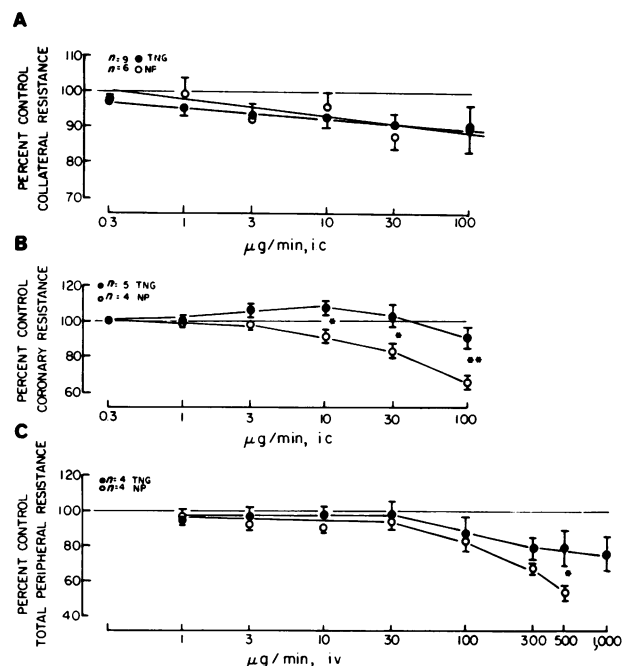 A
n=9 ● TNG
n=6 ○ NP
PERCENT CONTROL
COLLATERAL RESISTANCE
110
100
90
80
70
0.3 1 3 10 30 100
μg/min, ic
B
● n=5 TNG
○ n=4 NP
PERCENT CONTROL
CORONARY RESISTANCE
120
100
80
60
*
*
**
0.3 1 3 10 30 100
μg/min, ic
C
●n=4 TNG
○n=4 NP
PERCENT CONTROL
TOTAL PERIPHERAL RESISTANCE
120
100
80
60
40
*
1 3 10 30 100 300 500 1,000
μg/min, iv